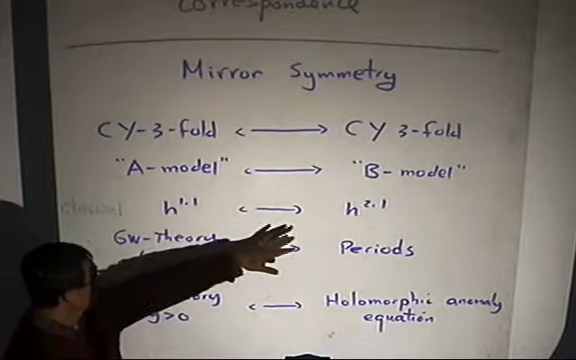 Correspondence
Mirror Symmetry
CY-3-fold <-> CY 3-fold
"A-model" <-> "B-model"
classical h^{1,1} <-> h^{2,1}
GW-Theory Periods
<-> Holomorphic anomaly
g>0 equation